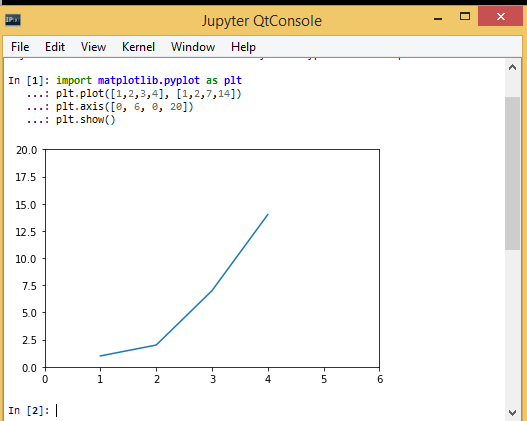 IP:
Jupyter QtConsole
File Edit View Kernel Window Help
In [1]: import matplotlib.pyplot as plt
...: plt.plot([1,2,3,4], [1,2,7,14])
...: plt.axis([0, 6, 0, 20])
...: plt.show()
20.0
17.5
15.0
12.5
10.0
7.5
5.0
2.5
0.0
0 1 2 3 4 5 6
In [2]: